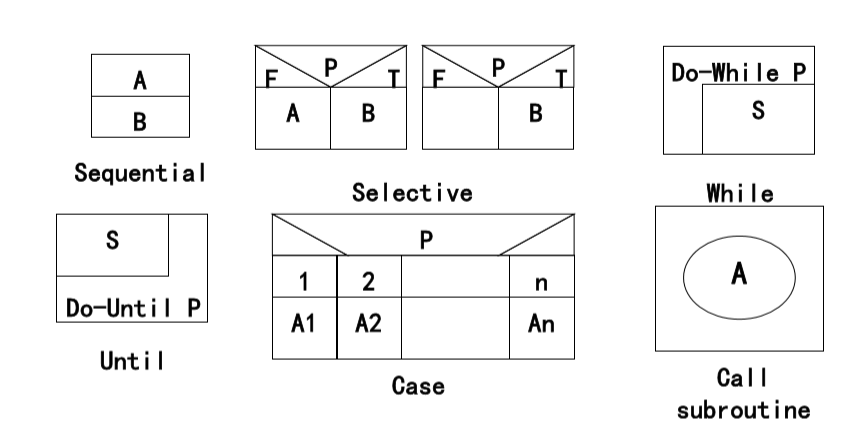 A
B
Sequential
F P T
A B
F P T
B
Selective
Do-While P
S
While
S
Do-Until P
Until
P
1 2 n
A1 A2 An
Case
A
Call
subroutine